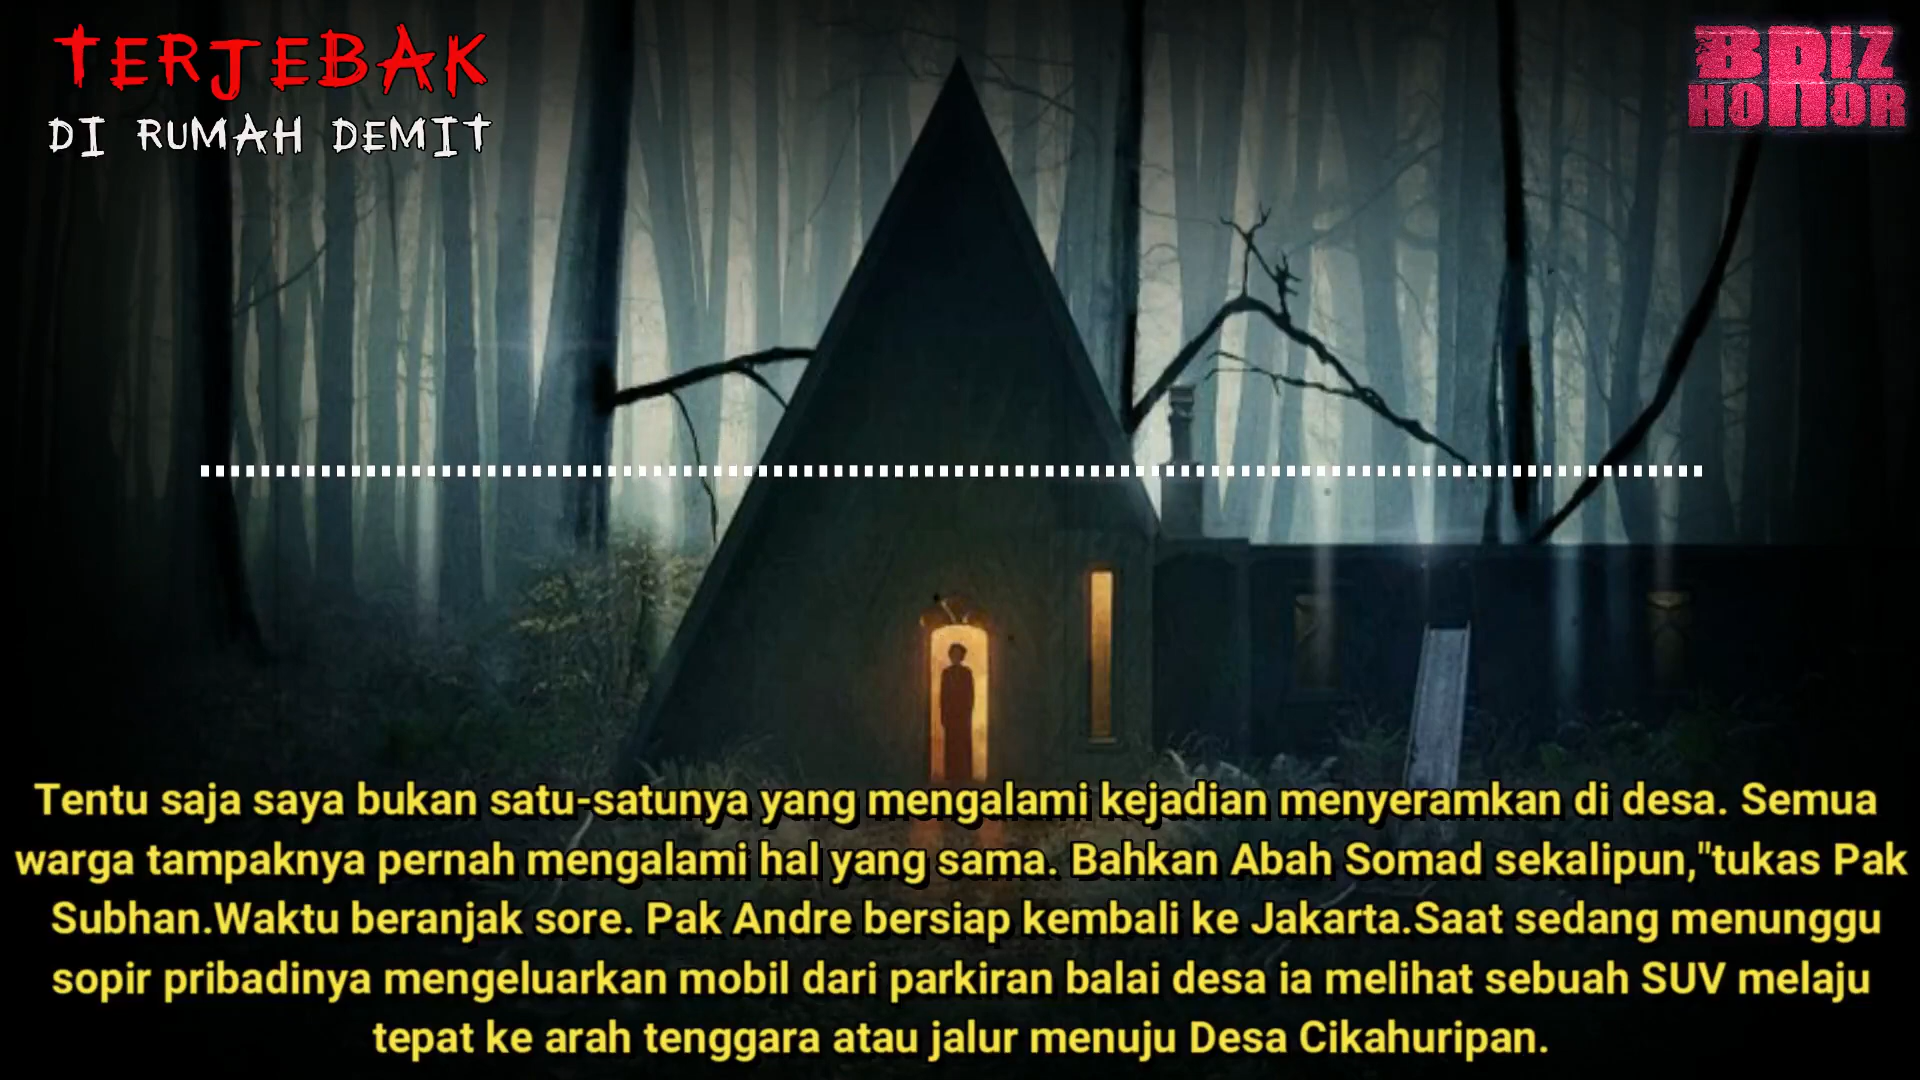 TERJEBAK
DI RUMAH DEMIT
BRIZ
HORROR
Tentu saja saya bukan satu-satunya yang mengalami kejadian menyeramkan di desa. Semua
warga tampaknya pernah mengalami hal yang sama. Bahkan Abah Somad sekalipun,"tukas Pak
Subhan.Waktu beranjak sore. Pak Andre bersiap kembali ke Jakarta.Saat sedang menunggu
sopir pribadinya mengeluarkan mobil dari parkiran balai desa ia melihat sebuah SUV melaju
tepat ke arah tenggara atau jalur menuju Desa Cikahuripan.